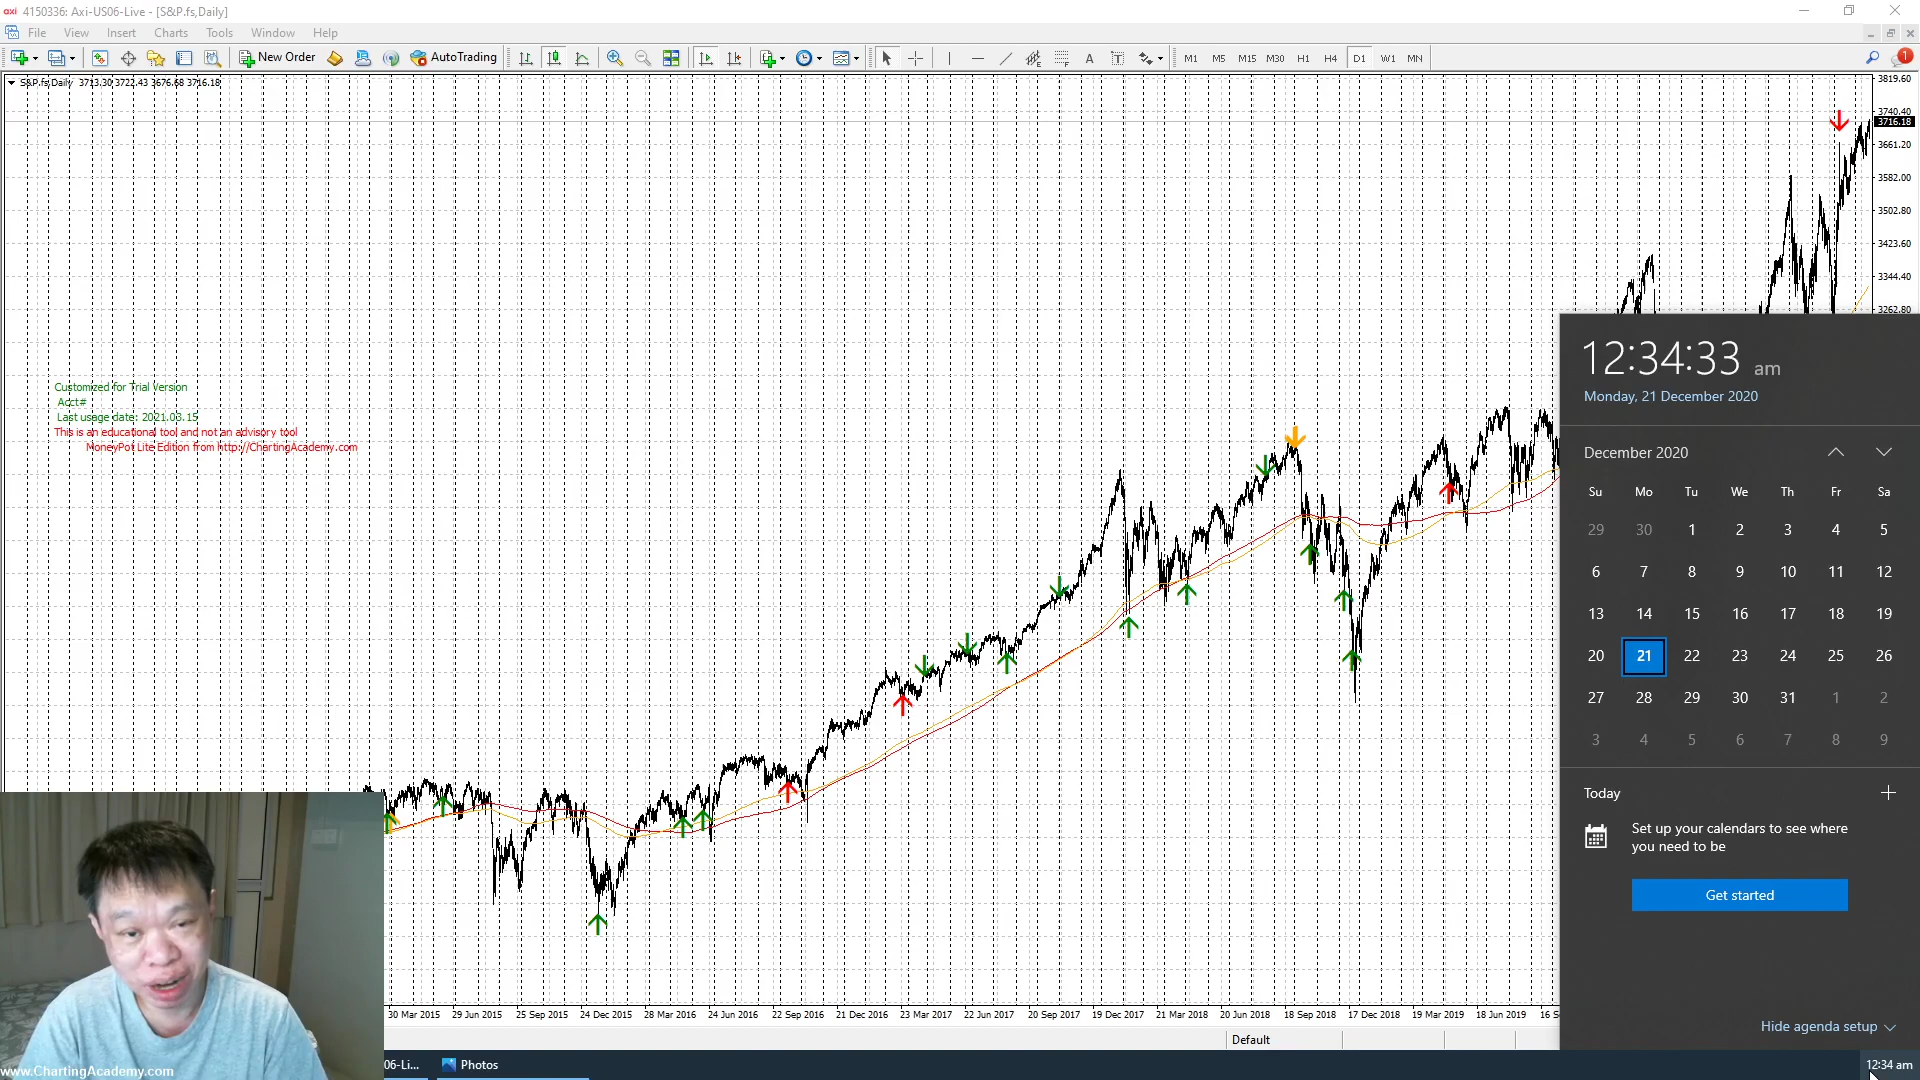 axi 4150336: Axi-US06-Live - [S&P.fs,Daily]
File View Insert Charts Tools Window Help
New Order AutoTrading A T M1 M5 M15 M30 H1 H4 D1 W1 MN 1
S&P.fs,Daily 3713.30 3722.43 3676.68 3716.18
3819.60
3740.40
3716.18
3661.20
3582.00
3502.80
3423.60
3344.40
3262.80
Customized for Trial Version
Acct#
Last usage date: 2021.03.15
This is an educational tool and not an advisory tool
MoneyPot Lite Edition from http://ChartingAcademy.com
12:34:33 am
Monday, 21 December 2020
December 2020
Su Mo Tu We Th Fr Sa
29 30 1 2 3 4 5
6 7 8 9 10 11 12
13 14 15 16 17 18 19
20 21 22 23 24 25 26
27 28 29 30 31 1 2
3 4 5 6 7 8 9
Today
Set up your calendars to see where
you need to be
Get started
Hide agenda setup
30 Mar 2015 29 Jun 2015 25 Sep 2015 24 Dec 2015 28 Mar 2016 24 Jun 2016 22 Sep 2016 21 Dec 2016 23 Mar 2017 22 Jun 2017 20 Sep 2017 19 Dec 2017 21 Mar 2018 20 Jun 2018 18 Sep 2018 17 Dec 2018 19 Mar 2019 18 Jun 2019 16 Se
Default
06-Li... Photos 12:34 am
www.ChartingAcademy.com